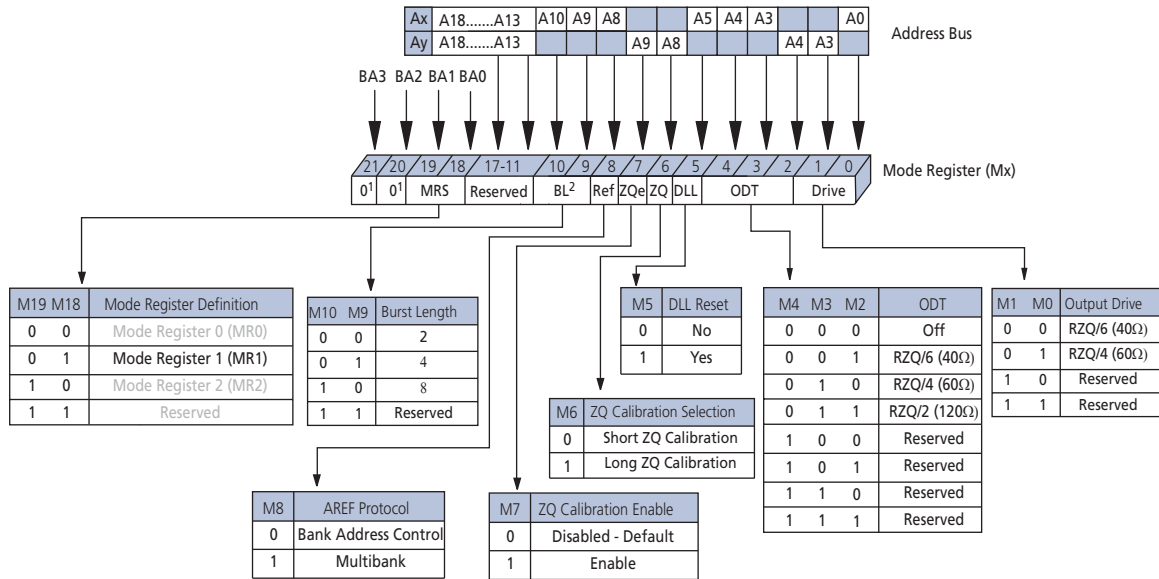 Ax A18.......A13 A10 A9 A8 A5 A4 A3 A0
Ay A18.......A13 A9 A8 A4 A3
Address Bus
BA3 BA2 BA1 BA0
21 20 19 18 17-11 10 9 8 7 6 5 4 3 2 1 0
Mode Register (Mx)
0¹ 0¹ MRS Reserved BL² Ref ZQe ZQ DLL ODT Drive
M19 M18 Mode Register Definition
0 0 Mode Register 0 (MR0)
0 1 Mode Register 1 (MR1)
1 0 Mode Register 2 (MR2)
1 1 Reserved
M10 M9 Burst Length
0 0 2
0 1 4
1 0 8
1 1 Reserved
M5 DLL Reset
0 No
1 Yes
M4 M3 M2 ODT
0 0 0 Off
0 0 1 RZQ/6 (40Ω)
0 1 0 RZQ/4 (60Ω)
0 1 1 RZQ/2 (120Ω)
1 0 0 Reserved
1 0 1 Reserved
1 1 0 Reserved
1 1 1 Reserved
M1 M0 Output Drive
0 0 RZQ/6 (40Ω)
0 1 RZQ/4 (60Ω)
1 0 Reserved
1 1 Reserved
M6 ZQ Calibration Selection
0 Short ZQ Calibration
1 Long ZQ Calibration
M8 AREF Protocol
0 Bank Address Control
1 Multibank
M7 ZQ Calibration Enable
0 Disabled - Default
1 Enable